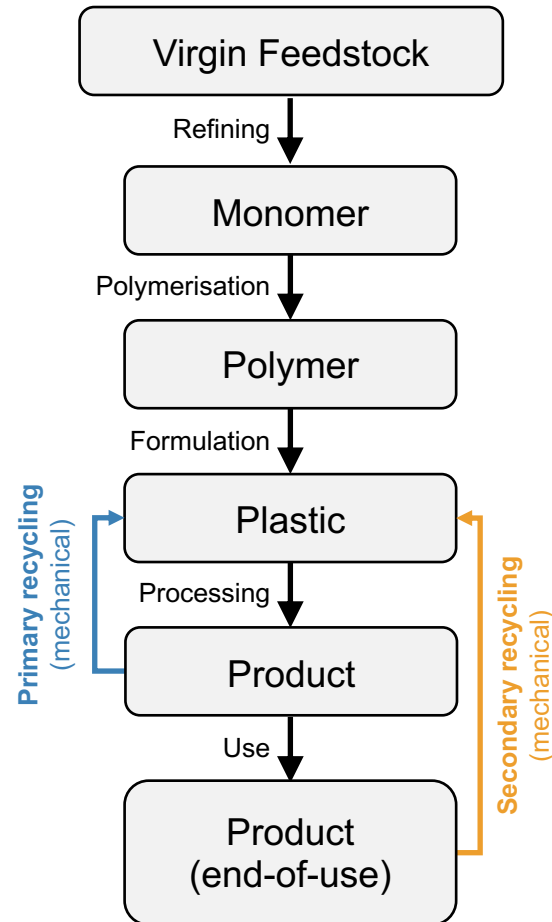 Virgin Feedstock
Refining
Monomer
Polymerisation
Polymer
Formulation
Plastic
Primary recycling
(mechanical)
Processing
Secondary recycling
(mechanical)
Product
Use
Product
(end-of-use)